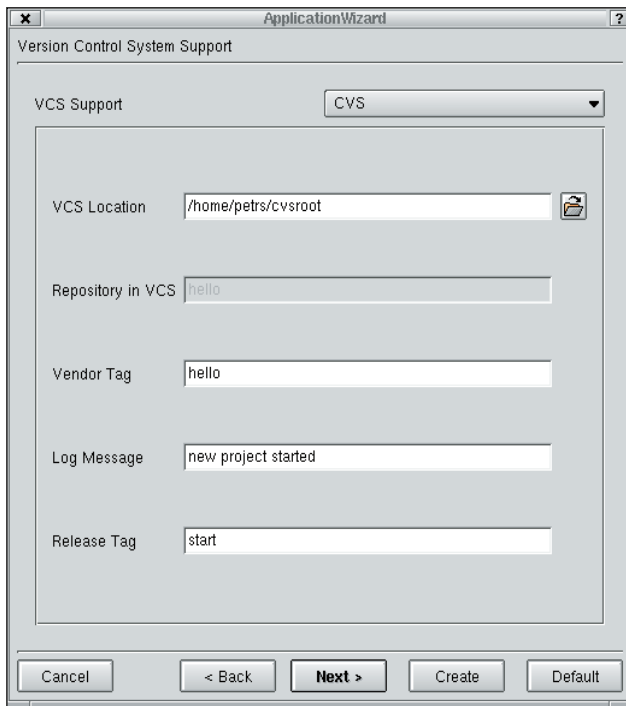 ApplicationWizard
?
Version Control System Support
VCS Support CVS
VCS Location /home/petrs/cvsroot
Repository in VCS hello
Vendor Tag hello
Log Message new project started
Release Tag start
Cancel < Back Next > Create Default